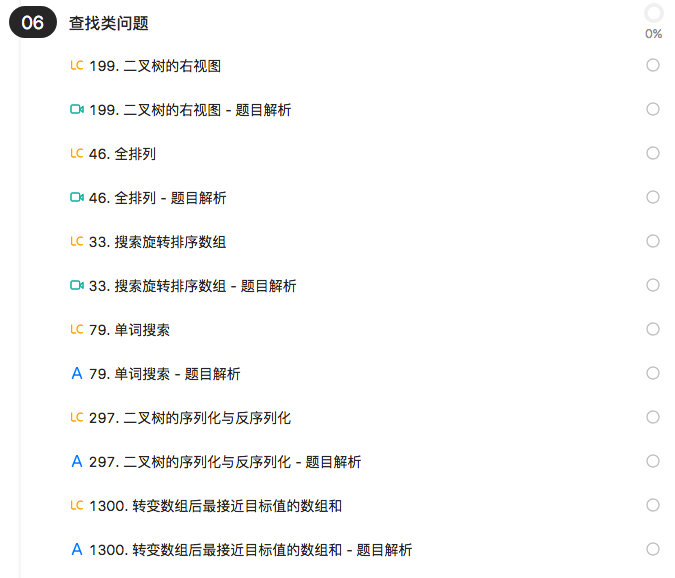 06 查找类问题
0%
LC 199. 二叉树的右视图
199. 二叉树的右视图 - 题目解析
LC 46. 全排列
46. 全排列 - 题目解析
LC 33. 搜索旋转排序数组
33. 搜索旋转排序数组 - 题目解析
LC 79. 单词搜索
A 79. 单词搜索 - 题目解析
LC 297. 二叉树的序列化与反序列化
A 297. 二叉树的序列化与反序列化 - 题目解析
LC 1300. 转变数组后最接近目标值的数组和
A 1300. 转变数组后最接近目标值的数组和 - 题目解析